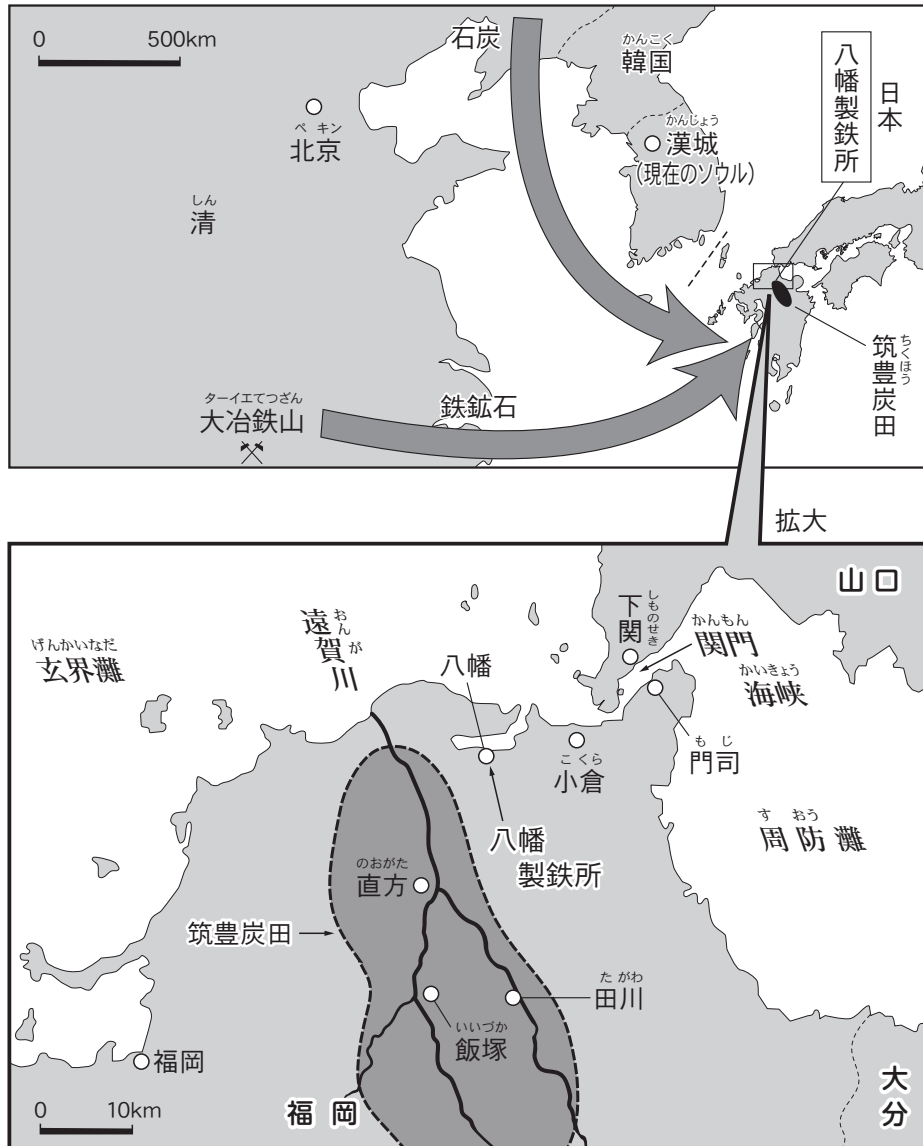 0 500km
石炭
かんこく
韓国
八幡製鉄所
日本
ペキン
北京
かんじょう
漢城
(現在のソウル)
しん
清
ちくほう
筑豊炭田
ターイエてつざん
大冶鉄山
鉄鉱石
拡大
山口
げんかいなだ
玄界灘
おんが
遠賀川
八幡
しものせき
下関
かんもん
関門
かいきょう
海峡
もじ
門司
こくら
小倉
すおう
周防灘
八幡
製鉄所
のおがた
直方
筑豊炭田
たがわ
田川
いいづか
飯塚
福岡
福岡
大分
0 10km